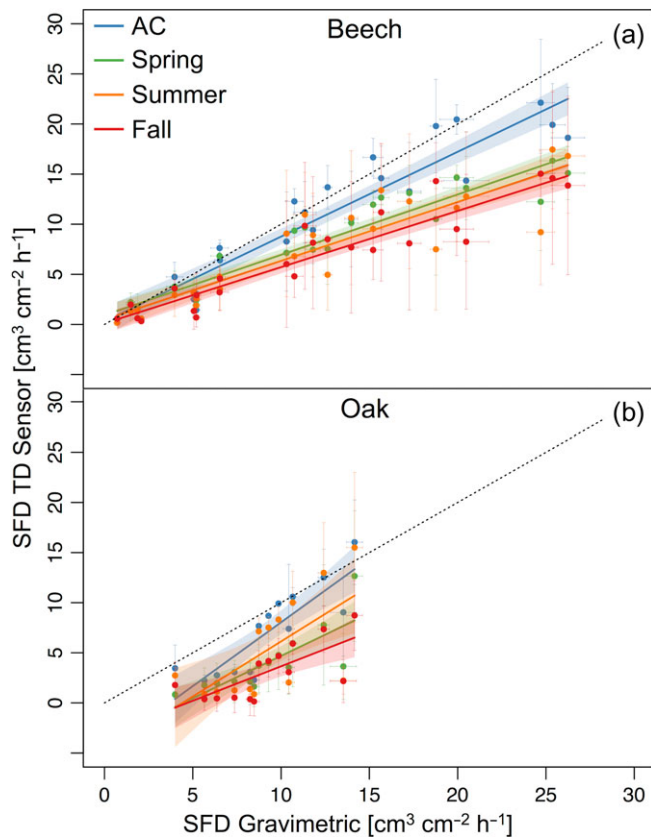 30
25
20
15
10
5
0
AC
Spring
Summer
Fall
Beech
(a)
SFD TD Sensor [cm³ cm⁻² h⁻¹]
30
25
20
15
10
5
0
Oak
(b)
0 5 10 15 20 25 30
SFD Gravimetric [cm³ cm⁻² h⁻¹]